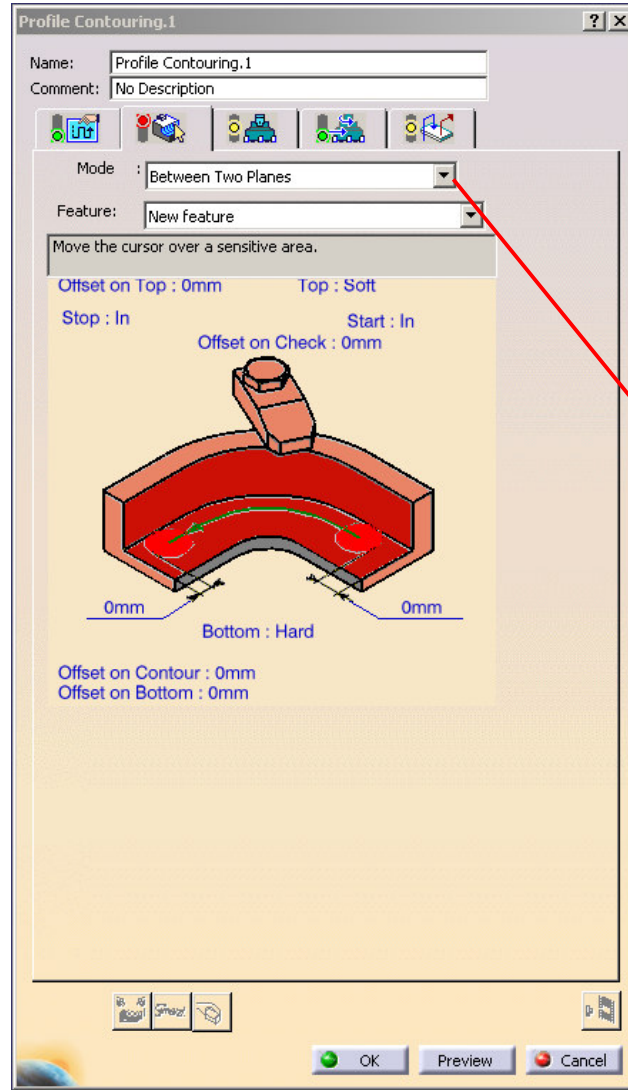 Profile Contouring.1
Name: Profile Contouring.1
Comment: No Description
Mode : Between Two Planes
Feature: New feature
Move the cursor over a sensitive area.
Offset on Top : 0mm Top : Soft
Stop : In Start : In
Offset on Check : 0mm
0mm 0mm
Bottom : Hard
Offset on Contour : 0mm
Offset on Bottom : 0mm
OK Preview Cancel